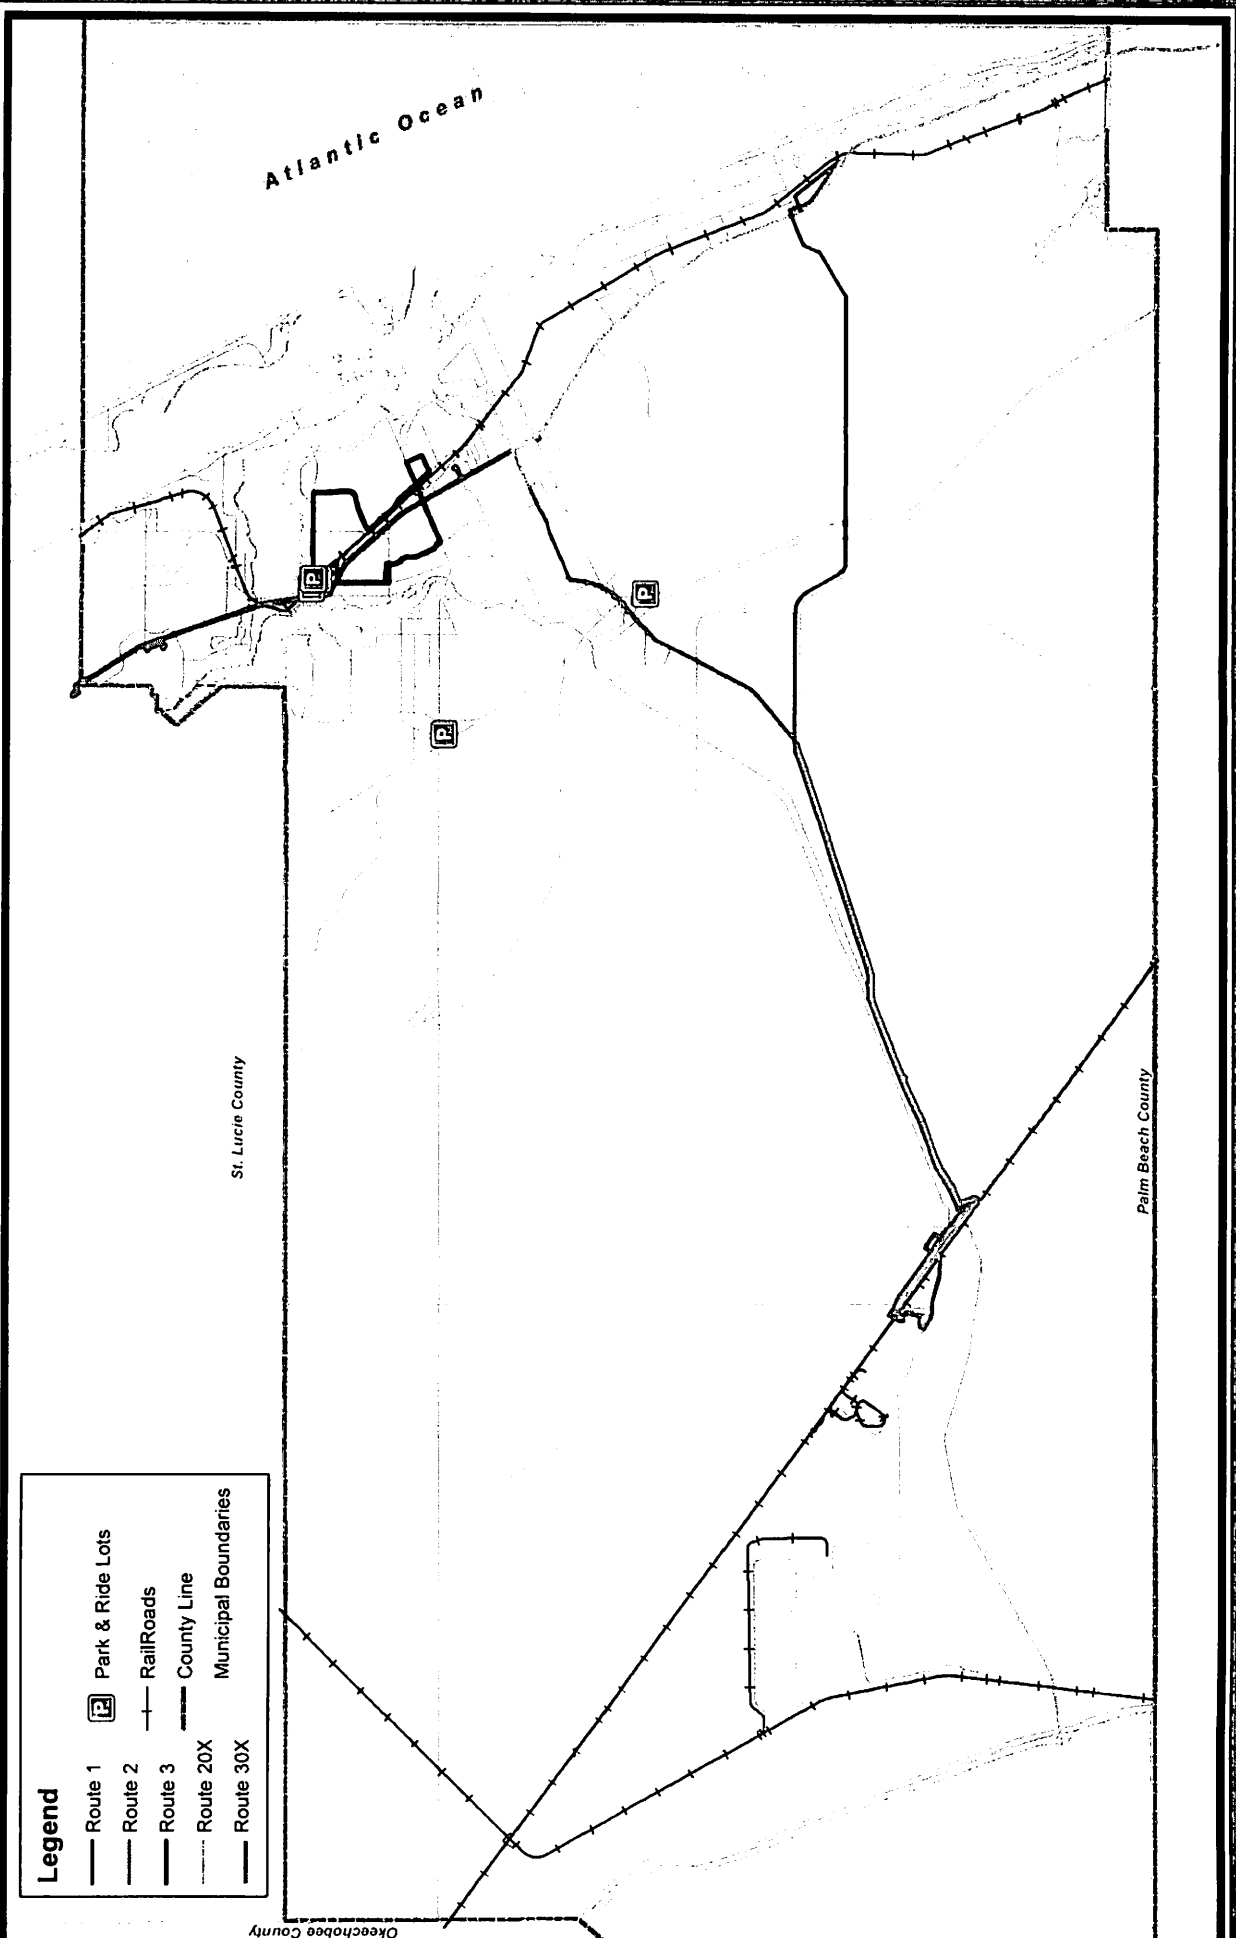 Atlantic Ocean
St. Lucie County
Palm Beach County
Okeechobee County
Legend
Route 1
Route 2
Route 3
Route 20X
Route 30X
P Park & Ride Lots
RailRoads
County Line
Municipal Boundaries
P
P
P